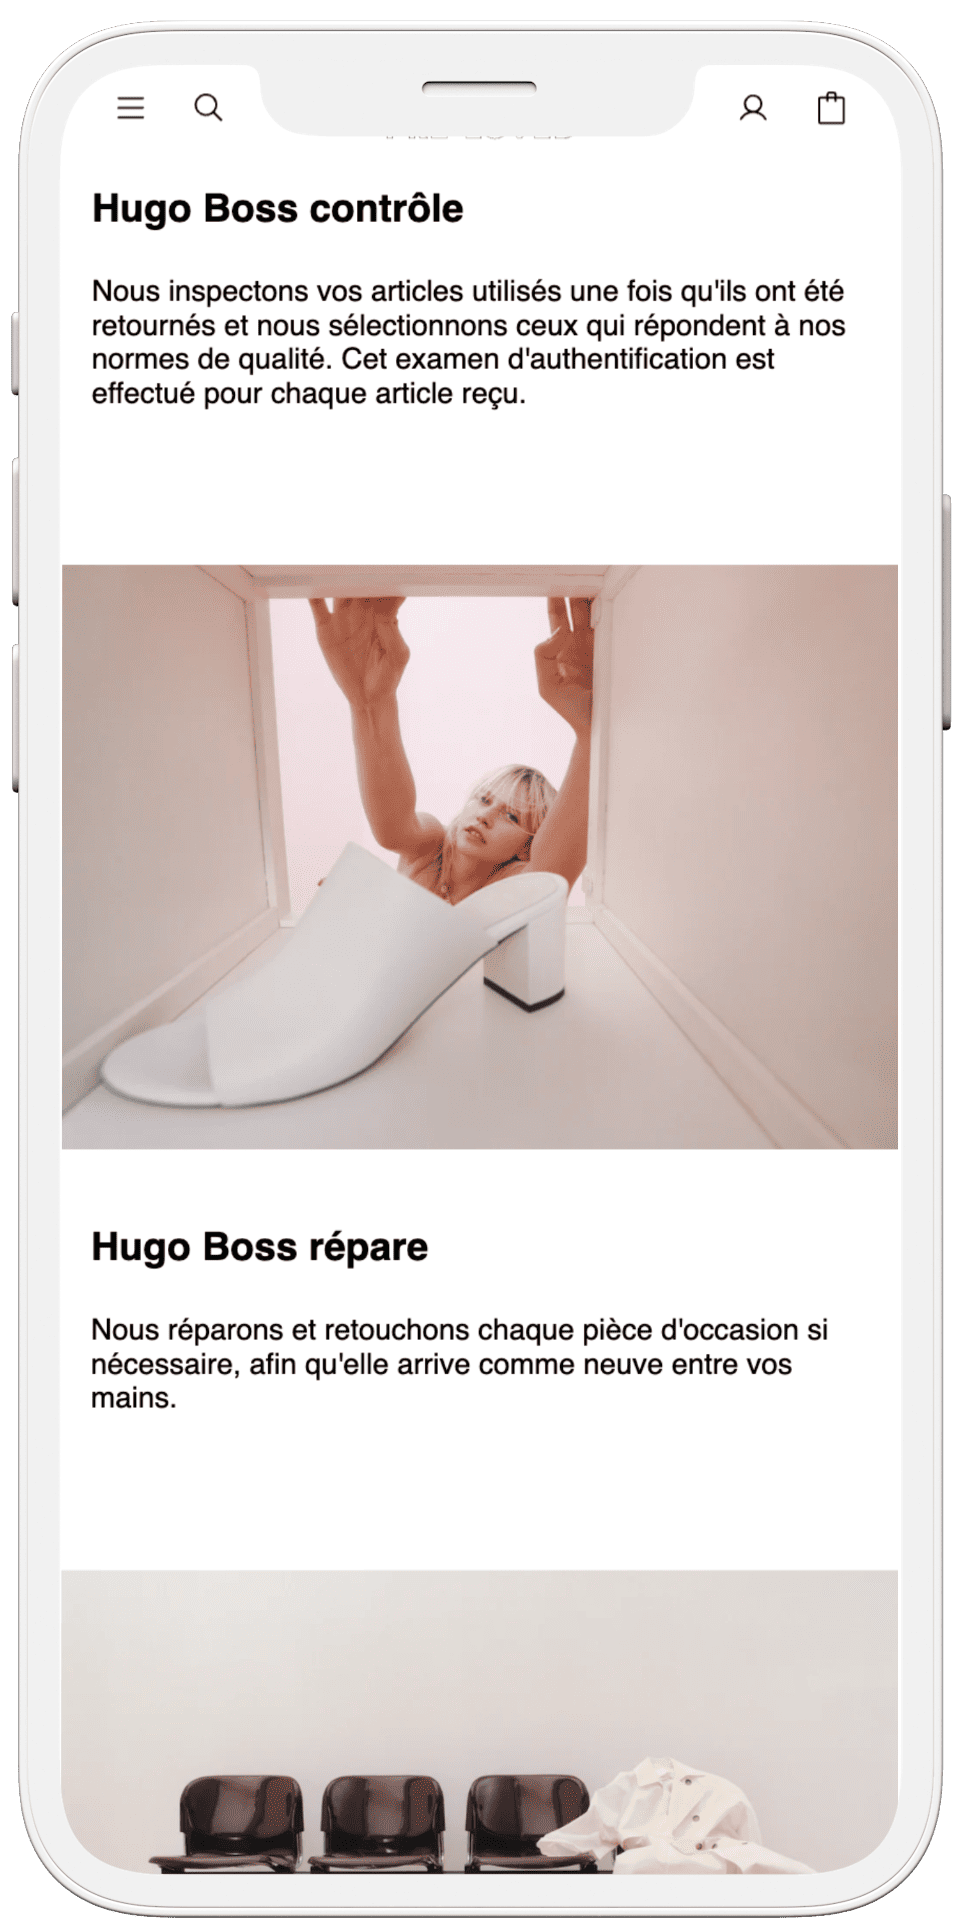 Hugo Boss contrôle
Nous inspectons vos articles utilisés une fois qu'ils ont été
retournés et nous sélectionnons ceux qui répondent à nos
normes de qualité. Cet examen d'authentification est
effectué pour chaque article reçu.
Hugo Boss répare
Nous réparons et retouchons chaque pièce d'occasion si
nécessaire, afin qu'elle arrive comme neuve entre vos
mains.